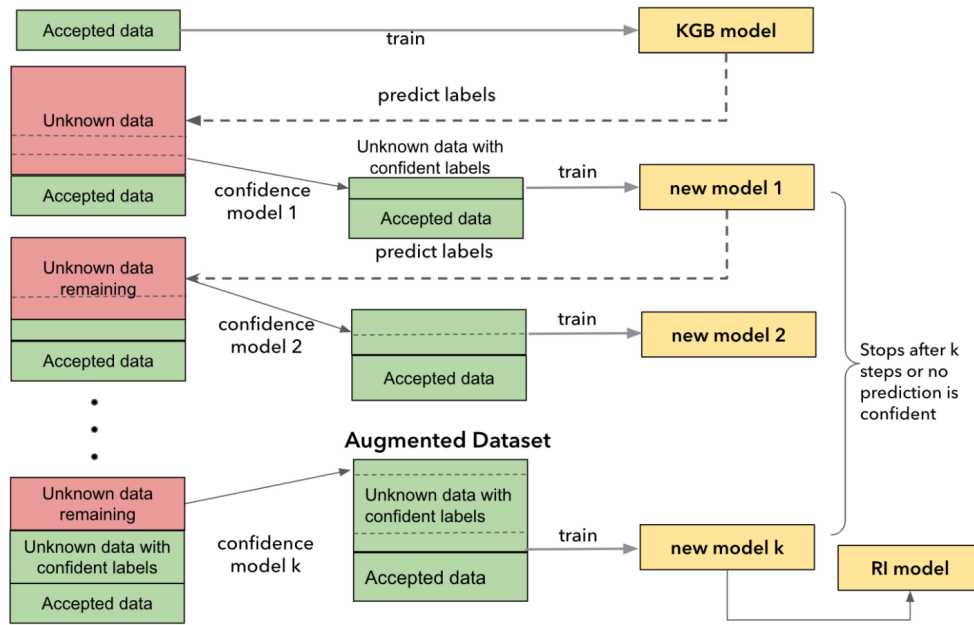 Accepted data
train
KGB model
predict labels
Unknown data
Accepted data
confidence
model 1
Unknown data with
confident labels
Accepted data
train
new model 1
predict labels
Unknown data
remaining
Accepted data
confidence
model 2
Accepted data
train
new model 2
Stops after k
steps or no
prediction is
confident
Augmented Dataset
Unknown data
remaining
Unknown data with
confident labels
Accepted data
confidence
model k
Unknown data with
confident labels
Accepted data
train
new model k
RI model